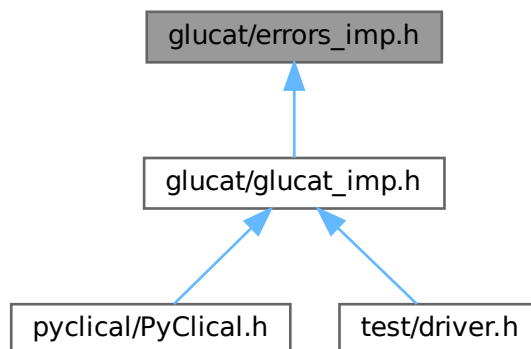 glucat/errors_imp.h
glucat/glucat_imp.h
pyclical/PyClical.h
test/driver.h